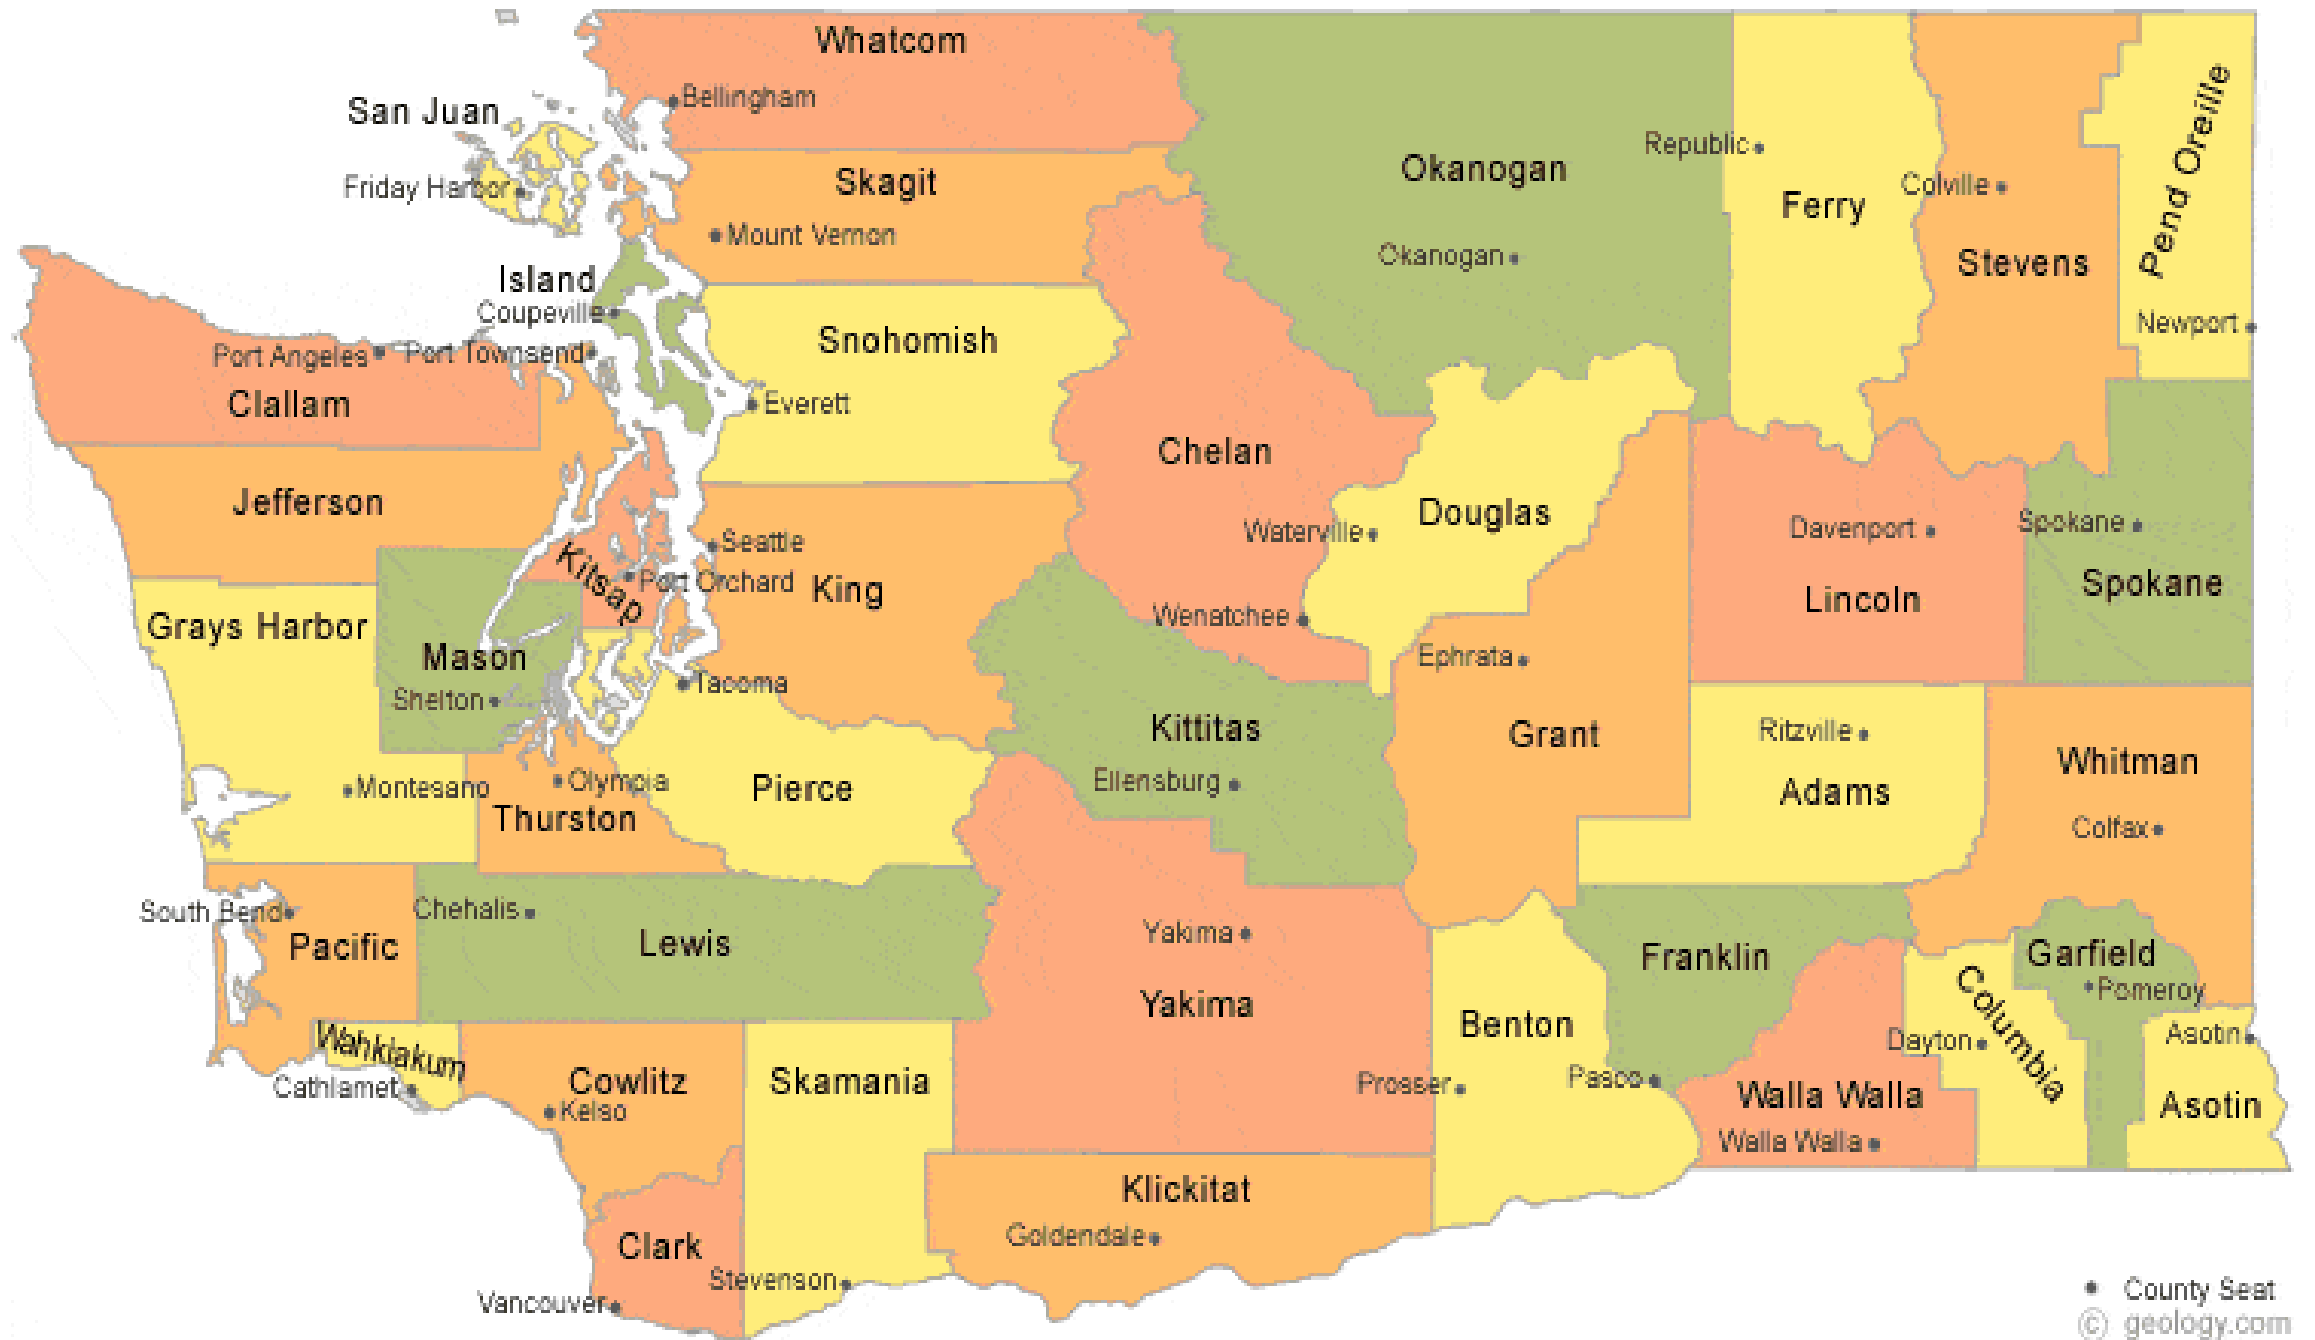 Whatcom
Bellingham
San Juan
Friday Harbor
Skagit
Mount Vernon
Okanogan
Okanogan
Republic
Ferry
Colville
Stevens
Pend Oreille
Newport
Island
Coupeville
Port Angeles
Port Townsend
Clallam
Snohomish
Everett
Chelan
Jefferson
Douglas
Waterville
Davenport
Spokane
Seattle
Kitsap
Port Orchard
King
Lincoln
Spokane
Grays Harbor
Wenatchee
Mason
Shelton
Tacoma
Ephrata
Kittitas
Ellensburg
Grant
Ritzville
Adams
Whitman
Colfax
Montesano
Olympia
Thurston
Pierce
South Bend
Pacific
Chehalis
Lewis
Yakima
Yakima
Franklin
Garfield
Pomeroy
Columbia
Dayton
Benton
Prosser
Pasco
Asotin
Asotin
Wahkiakum
Cathlamet
Cowlitz
Kelso
Skamania
Walla Walla
Walla Walla
Klickitat
Goldendale
Clark
Stevenson
Vancouver
County Seat
© geology.com